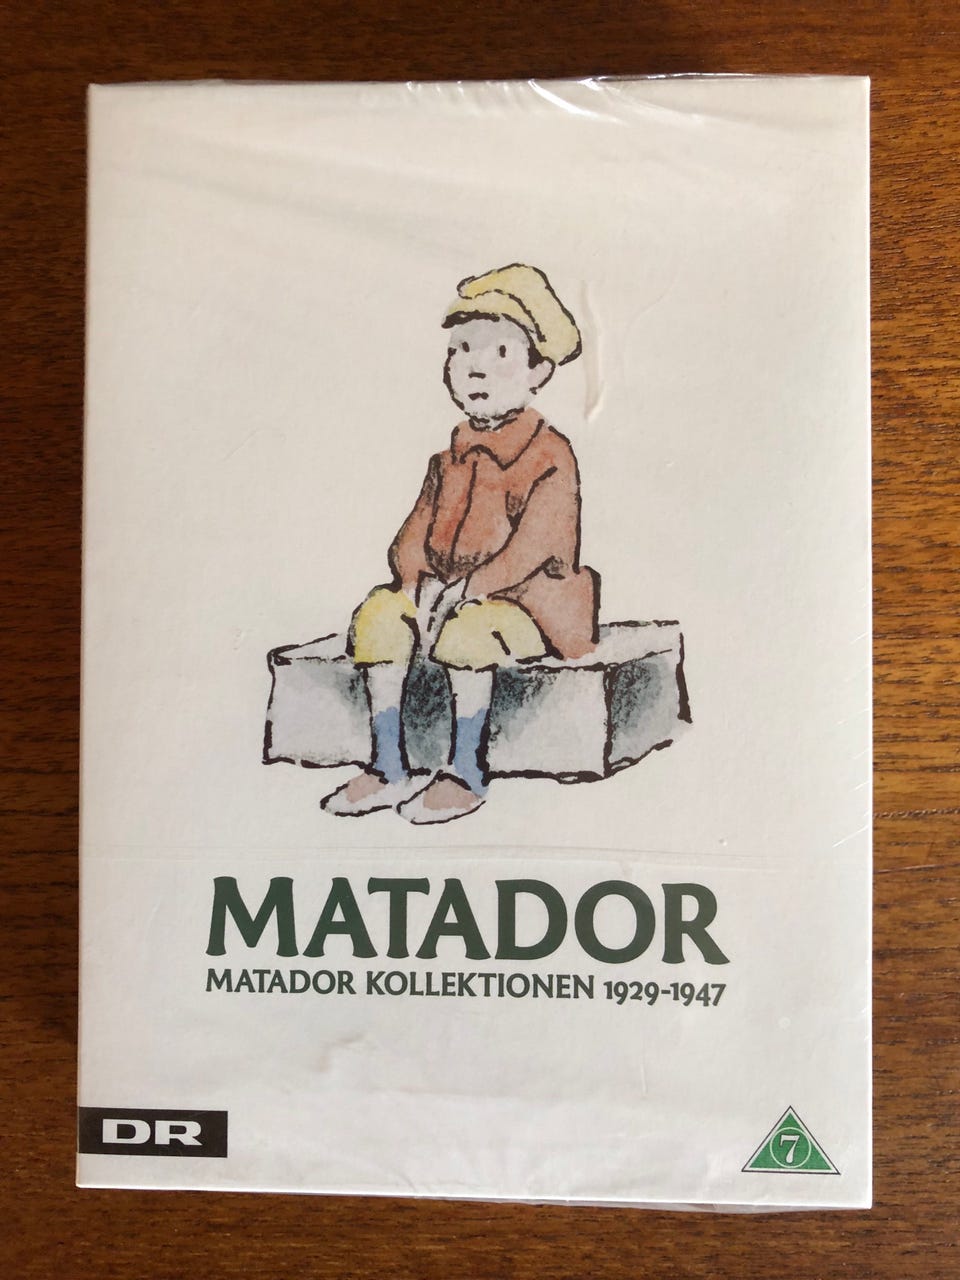 MATADOR
MATADOR KOLLEKTIONEN 1929-1947
DR
7